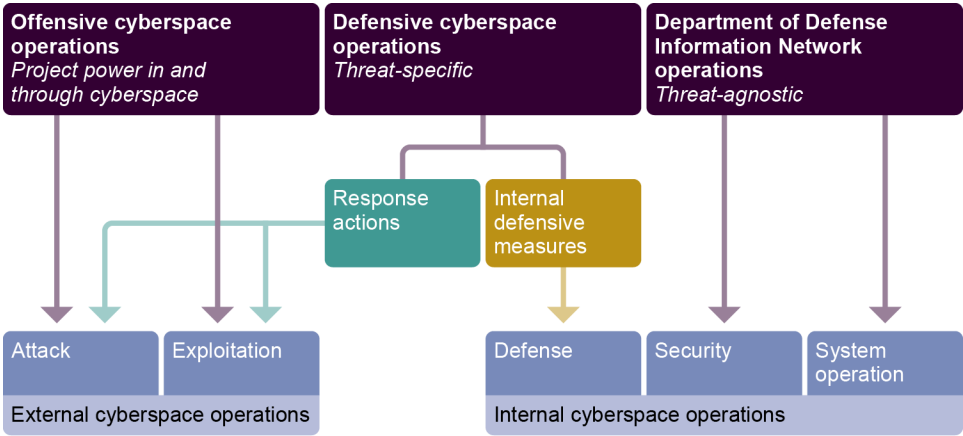 Offensive cyberspace
operations
Project power in and
through cyberspace
Defensive cyberspace
operations
Threat-specific
Department of Defense
Information Network
operations
Threat-agnostic
Response
actions
Internal
defensive
measures
Attack
Exploitation
External cyberspace operations
Defense
Security
System
operation
Internal cyberspace operations